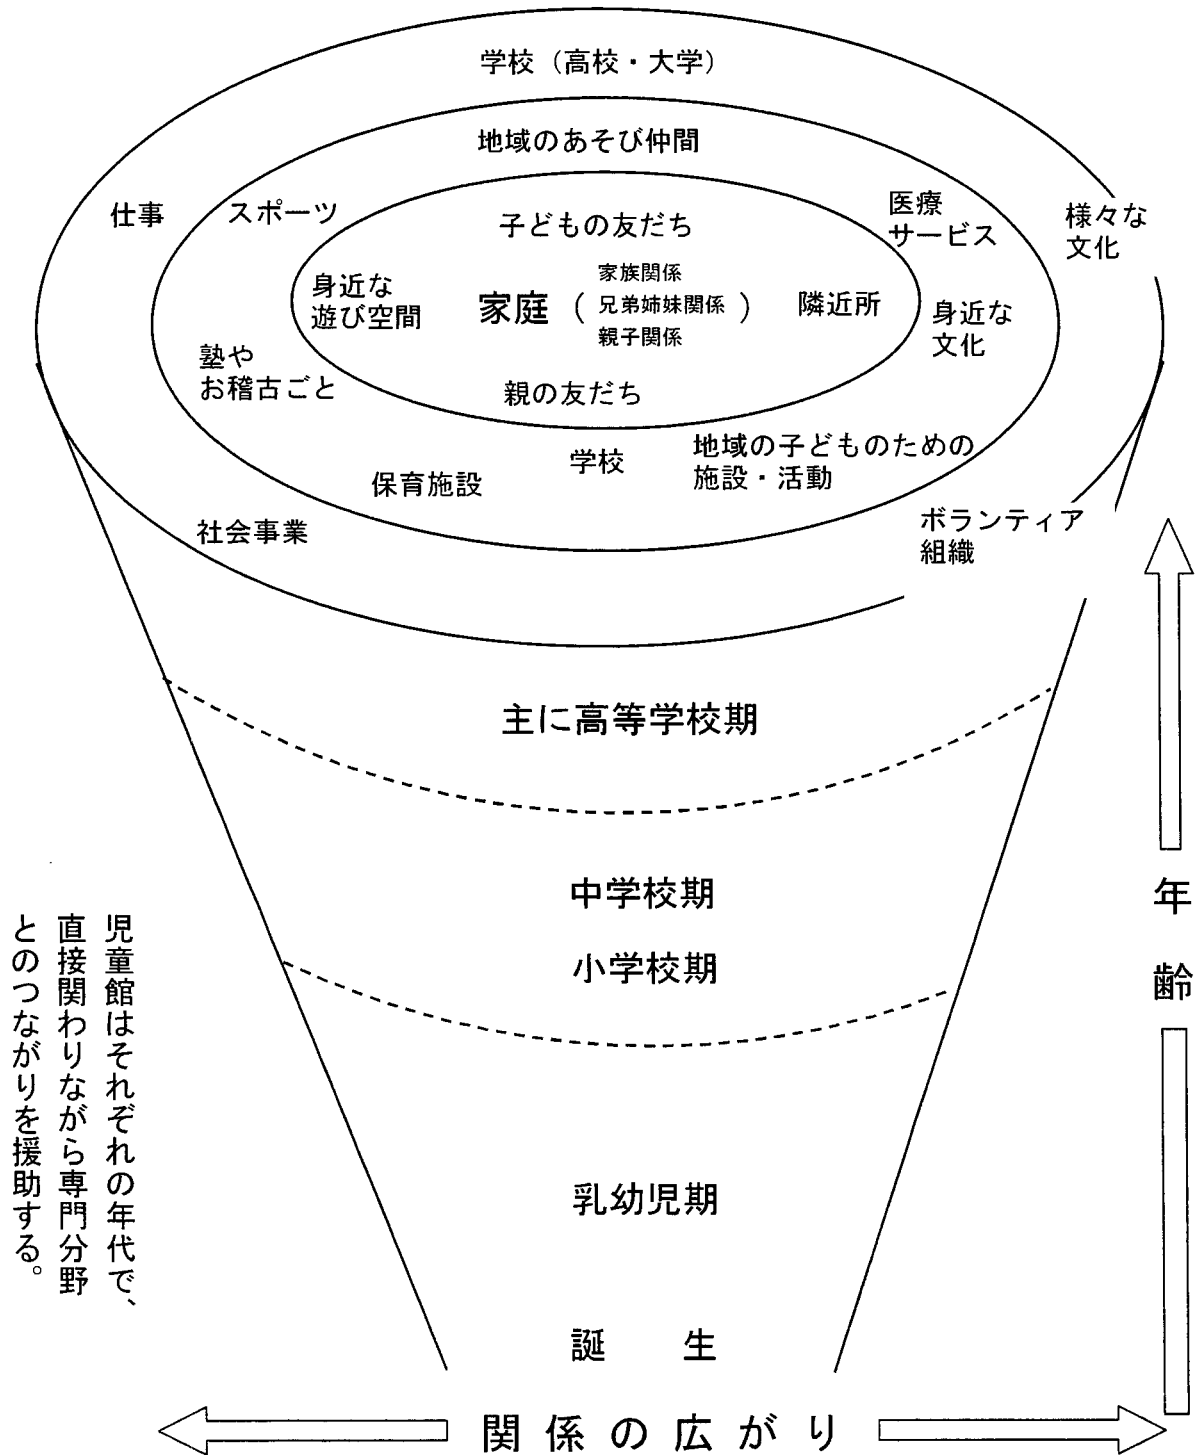 学校（高校・大学）
地域のあそび仲間
仕事
スポーツ
医療
サービス
様々な
文化
子どもの友だち
身近な
遊び空間
家庭（
家族関係
兄弟姉妹関係
親子関係
）
隣近所
身近な
文化
塾や
お稽古ごと
親の友だち
学校
地域の子どものための
施設・活動
保育施設
社会事業
ボランティア
組織
主に高等学校期
中学校期
小学校期
乳幼児期
誕　生
年齢
関係の広がり
児童館はそれぞれの年代で、
直接関わりながら専門分野
とのつながりを援助する。